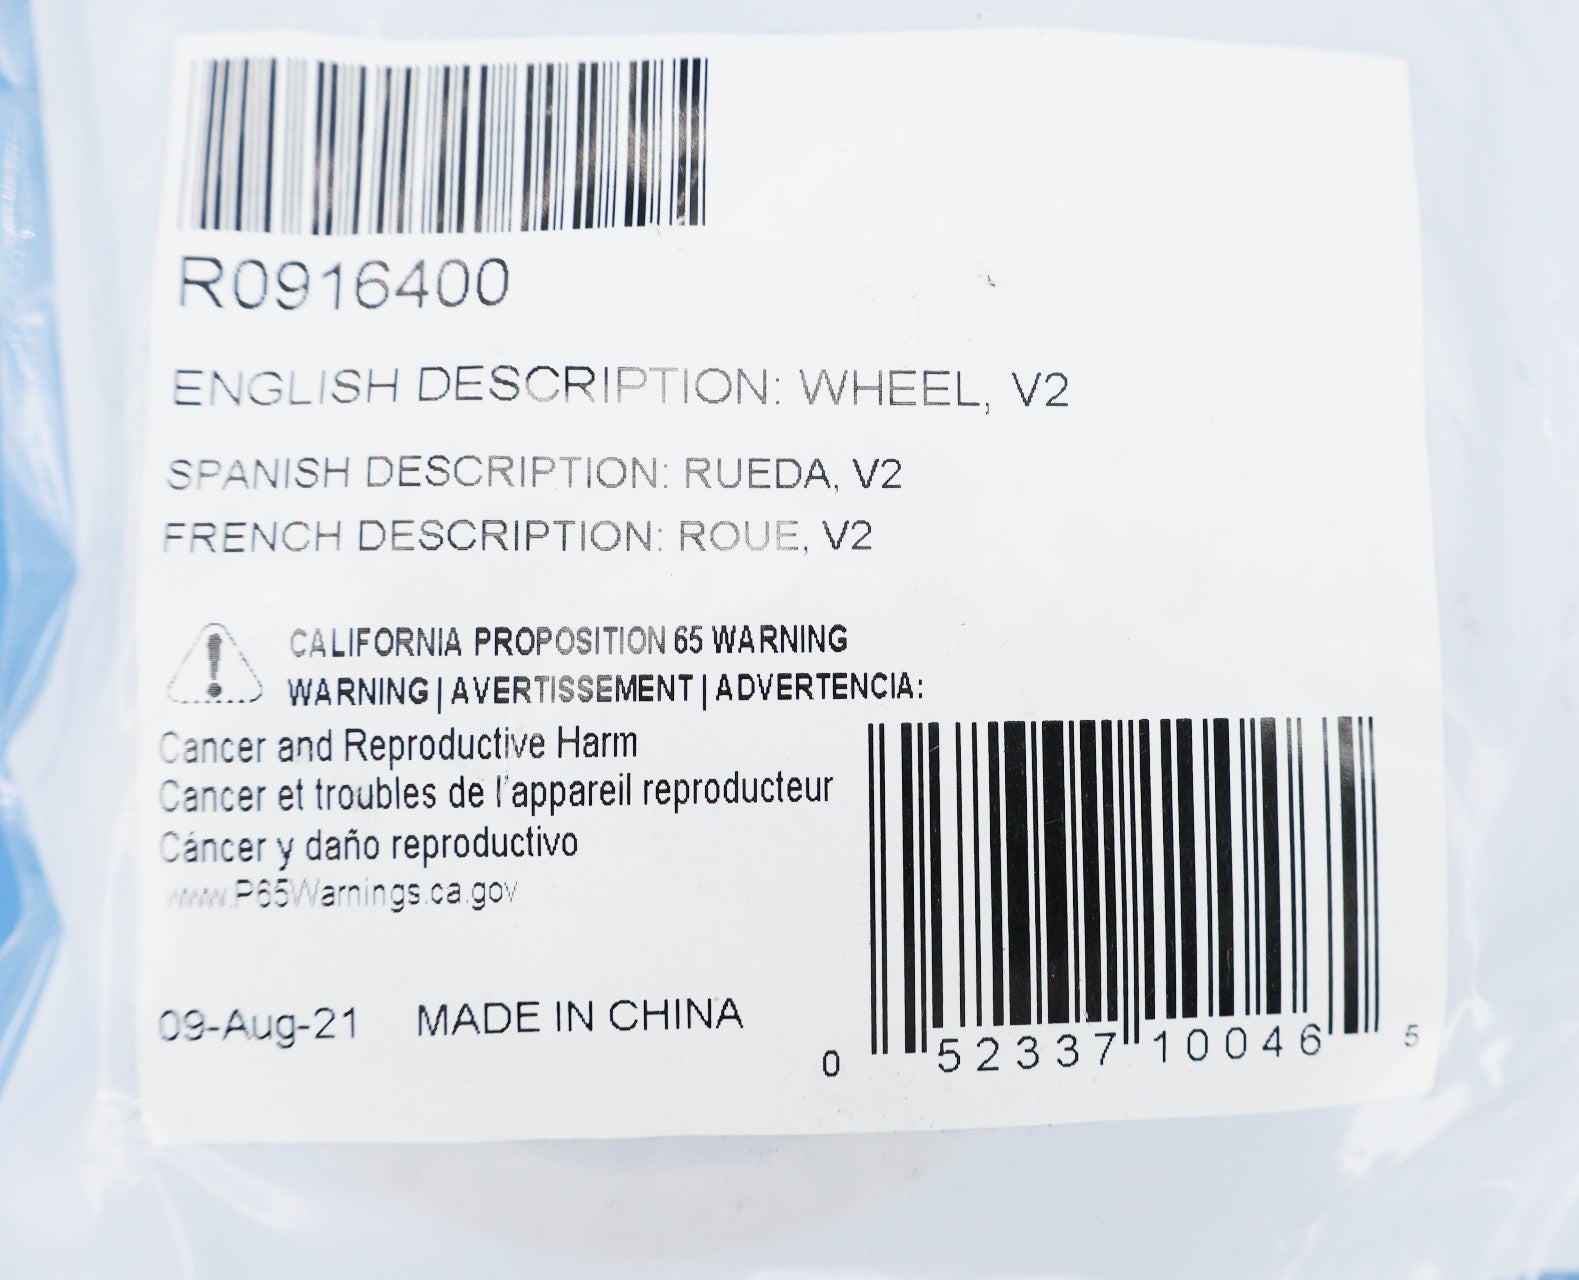 R0916400
ENGLISH DESCRIPTION: WHEEL, V2
SPANISH DESCRIPTION: RUEDA, V2
FRENCH DESCRIPTION: ROUE, V2
CALIFORNIA PROPOSITION 65 WARNING
WARNING | AVERTISSEMENT | ADVERTENCIA:
Cancer and Reproductive Harm
Cancer et troubles de l'appareil reproducteur
Cáncer y daño reproductivo
www.P65Warnings.ca.gov
09-Aug-21 MADE IN CHINA
0 52337 10046 5